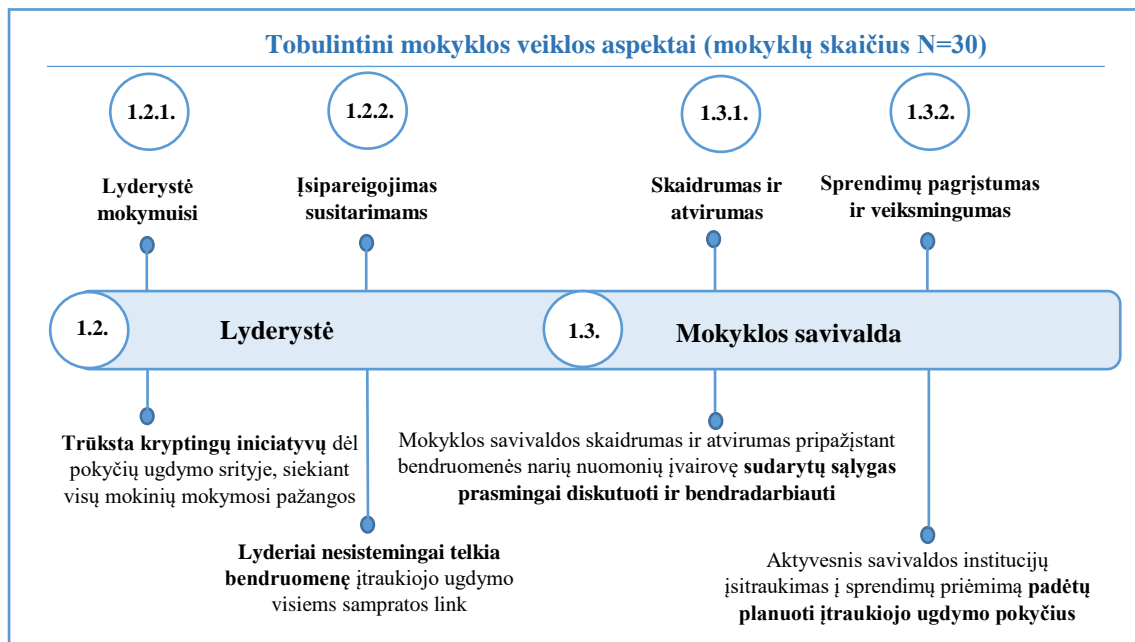 Tobulintini mokyklos veiklos aspektai (mokyklų skaičius N=30)
1.2.1.
1.2.2.
1.3.1.
1.3.2.
Lyderystė
mokymuisi
Įsipareigojimas
susitarimams
Skaidrumas ir
atvirumas
Sprendimų pagrįstumas
ir veiksmingumas
1.2.
Lyderystė
1.3.
Mokyklos savivalda
Trūksta kryptingų iniciatyvų dėl
pokyčių ugdymo srityje, siekiant
visų mokinių mokymosi pažangos
Lyderiai nesistemingai telkia
bendruomenę įtraukiojo ugdymo
visiems sampratos link
Mokyklos savivaldos skaidrumas ir atvirumas pripažįstant
bendruomenės narių nuomonių įvairovę sudarytų sąlygas
prasmingai diskutuoti ir bendradarbiauti
Aktyvesnis savivaldos institucijų
įsitraukimas į sprendimų priėmimą padėtų
planuoti įtraukiojo ugdymo pokyčius